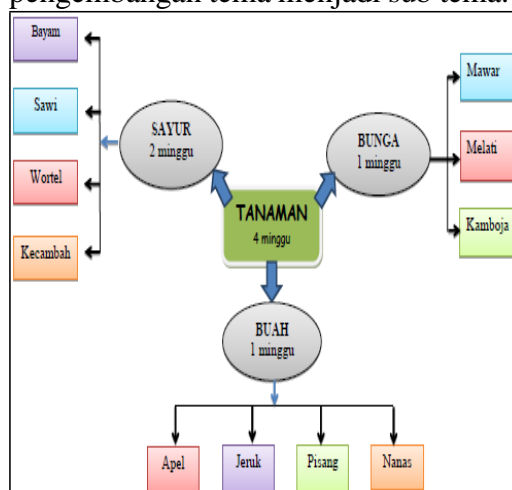 pengembangan tema menjadi sub tema.
Bayam
Sawi
Wortel
Kecambah
SAYUR
2 minggu
BUNGA
1 minggu
Mawar
Melati
Kamboja
TANAMAN
4 minggu
BUAH
1 minggu
Apel
Jeruk
Pisang
Nanas